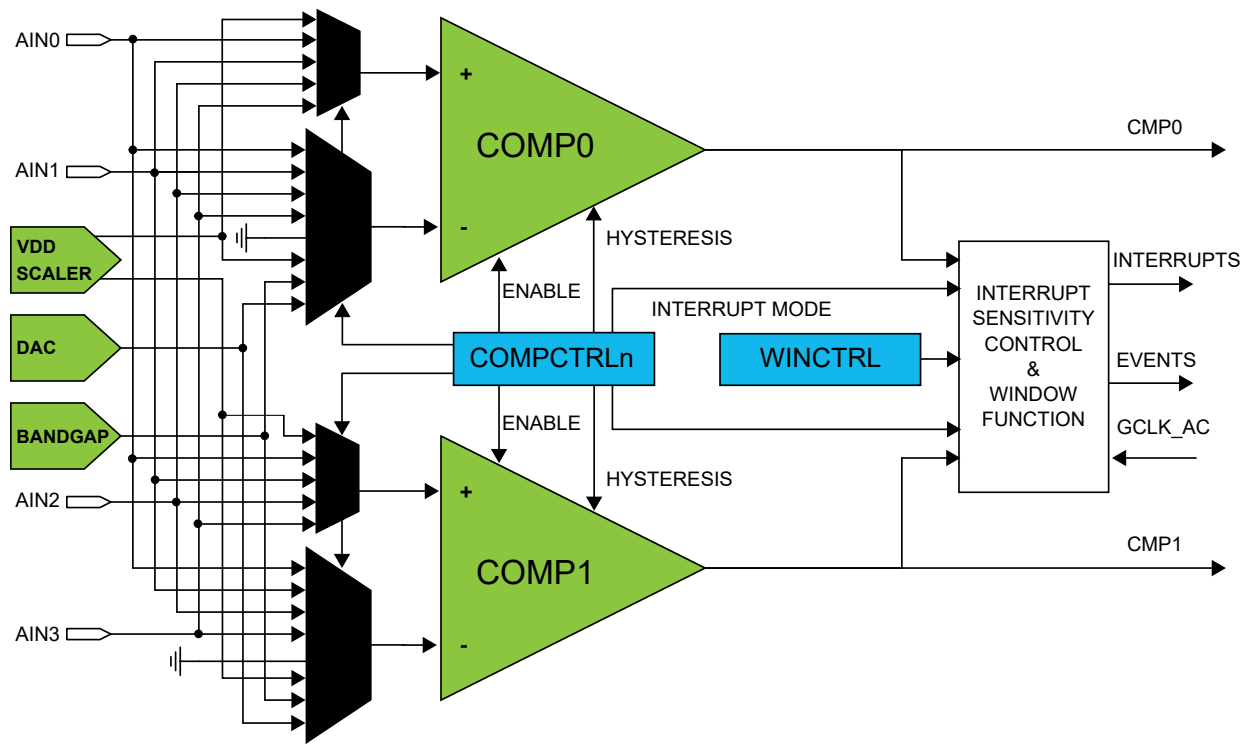 AIN0
+
COMP0
-
CMP0
AIN1
VDD
SCALER
HYSTERESIS
ENABLE
INTERRUPT MODE
INTERRUPTS
INTERRUPT
SENSITIVITY
CONTROL
&
WINDOW
FUNCTION
DAC
COMPCTRLn
WINCTRL
EVENTS
BANDGAP
ENABLE
GCLK_AC
HYSTERESIS
AIN2
+
COMP1
-
CMP1
AIN3